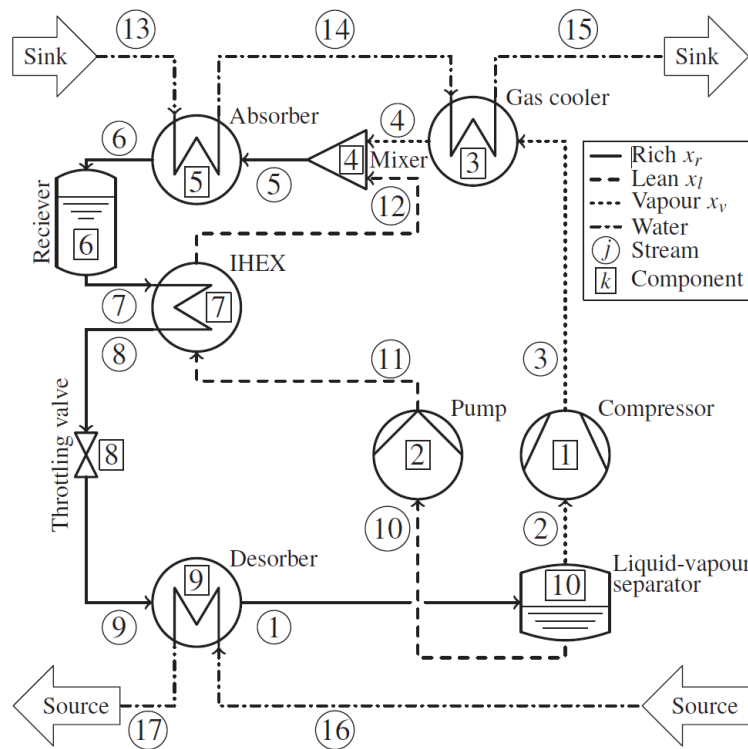 13
14
15
Sink
Sink
Absorber
Gas cooler
6
4
4
Mixer
3
5
5
12
Rich x_r
Lean x_l
Vapour x_v
Water
j Stream
k Component
Reciever
6
IHEX
7
7
8
11
3
Throttling valve
8
Pump
Compressor
2
1
10
2
Desorber
Liquid-vapour
separator
9
10
9
1
Source
Source
17
16